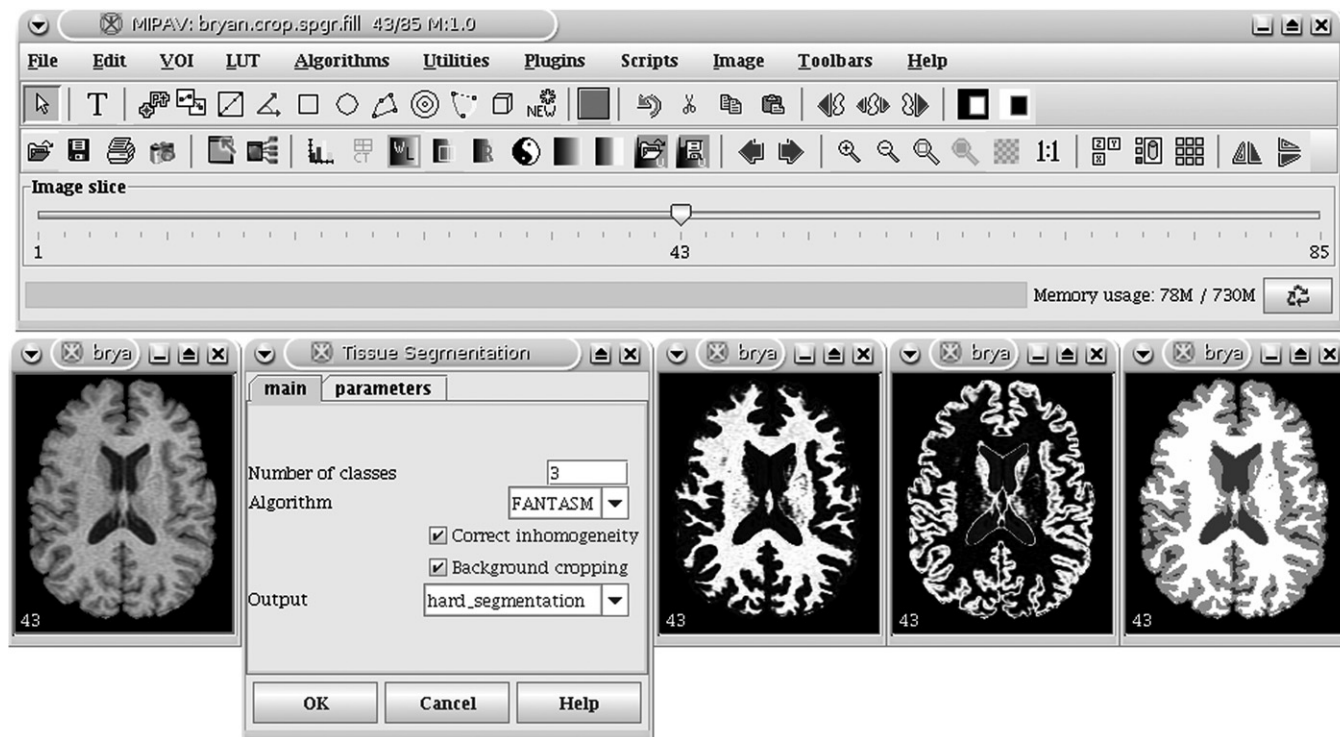 MIPAV: bryan.crop.spgr.fill 43/85 M:1.0
File Edit VOI LUT Algorithms Utilities Plugins Scripts Image Toolbars Help
T NEW
CT WL R 1:1 Z Y X
Image slice
1 43 85
Memory usage: 78M / 730M
brya Tissue Segmentation brya brya brya
main parameters
Number of classes 3
Algorithm FANTASM
Correct inhomogeneity
Background cropping
Output hard_segmentation
43 43 43 43
OK Cancel Help